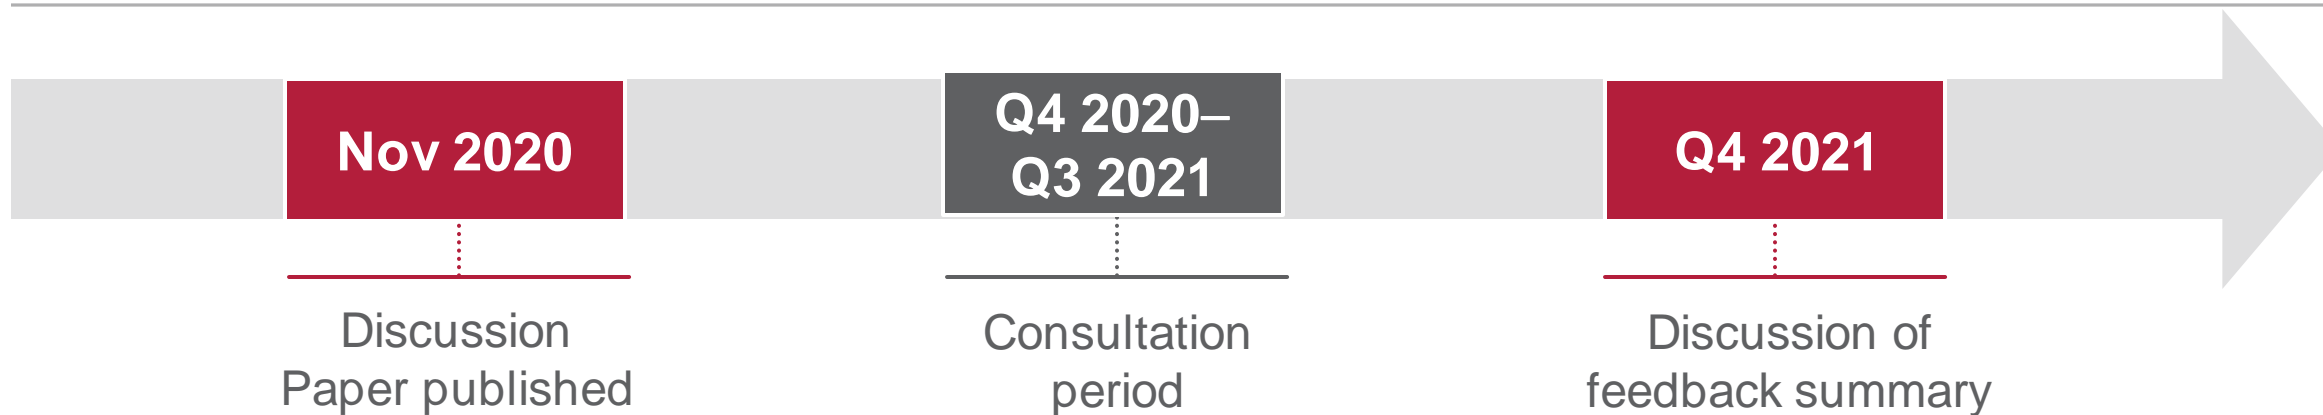 Nov 2020
Q4 2020–
Q3 2021
Q4 2021
Discussion
Paper published
Consultation
period
Discussion of
feedback summary